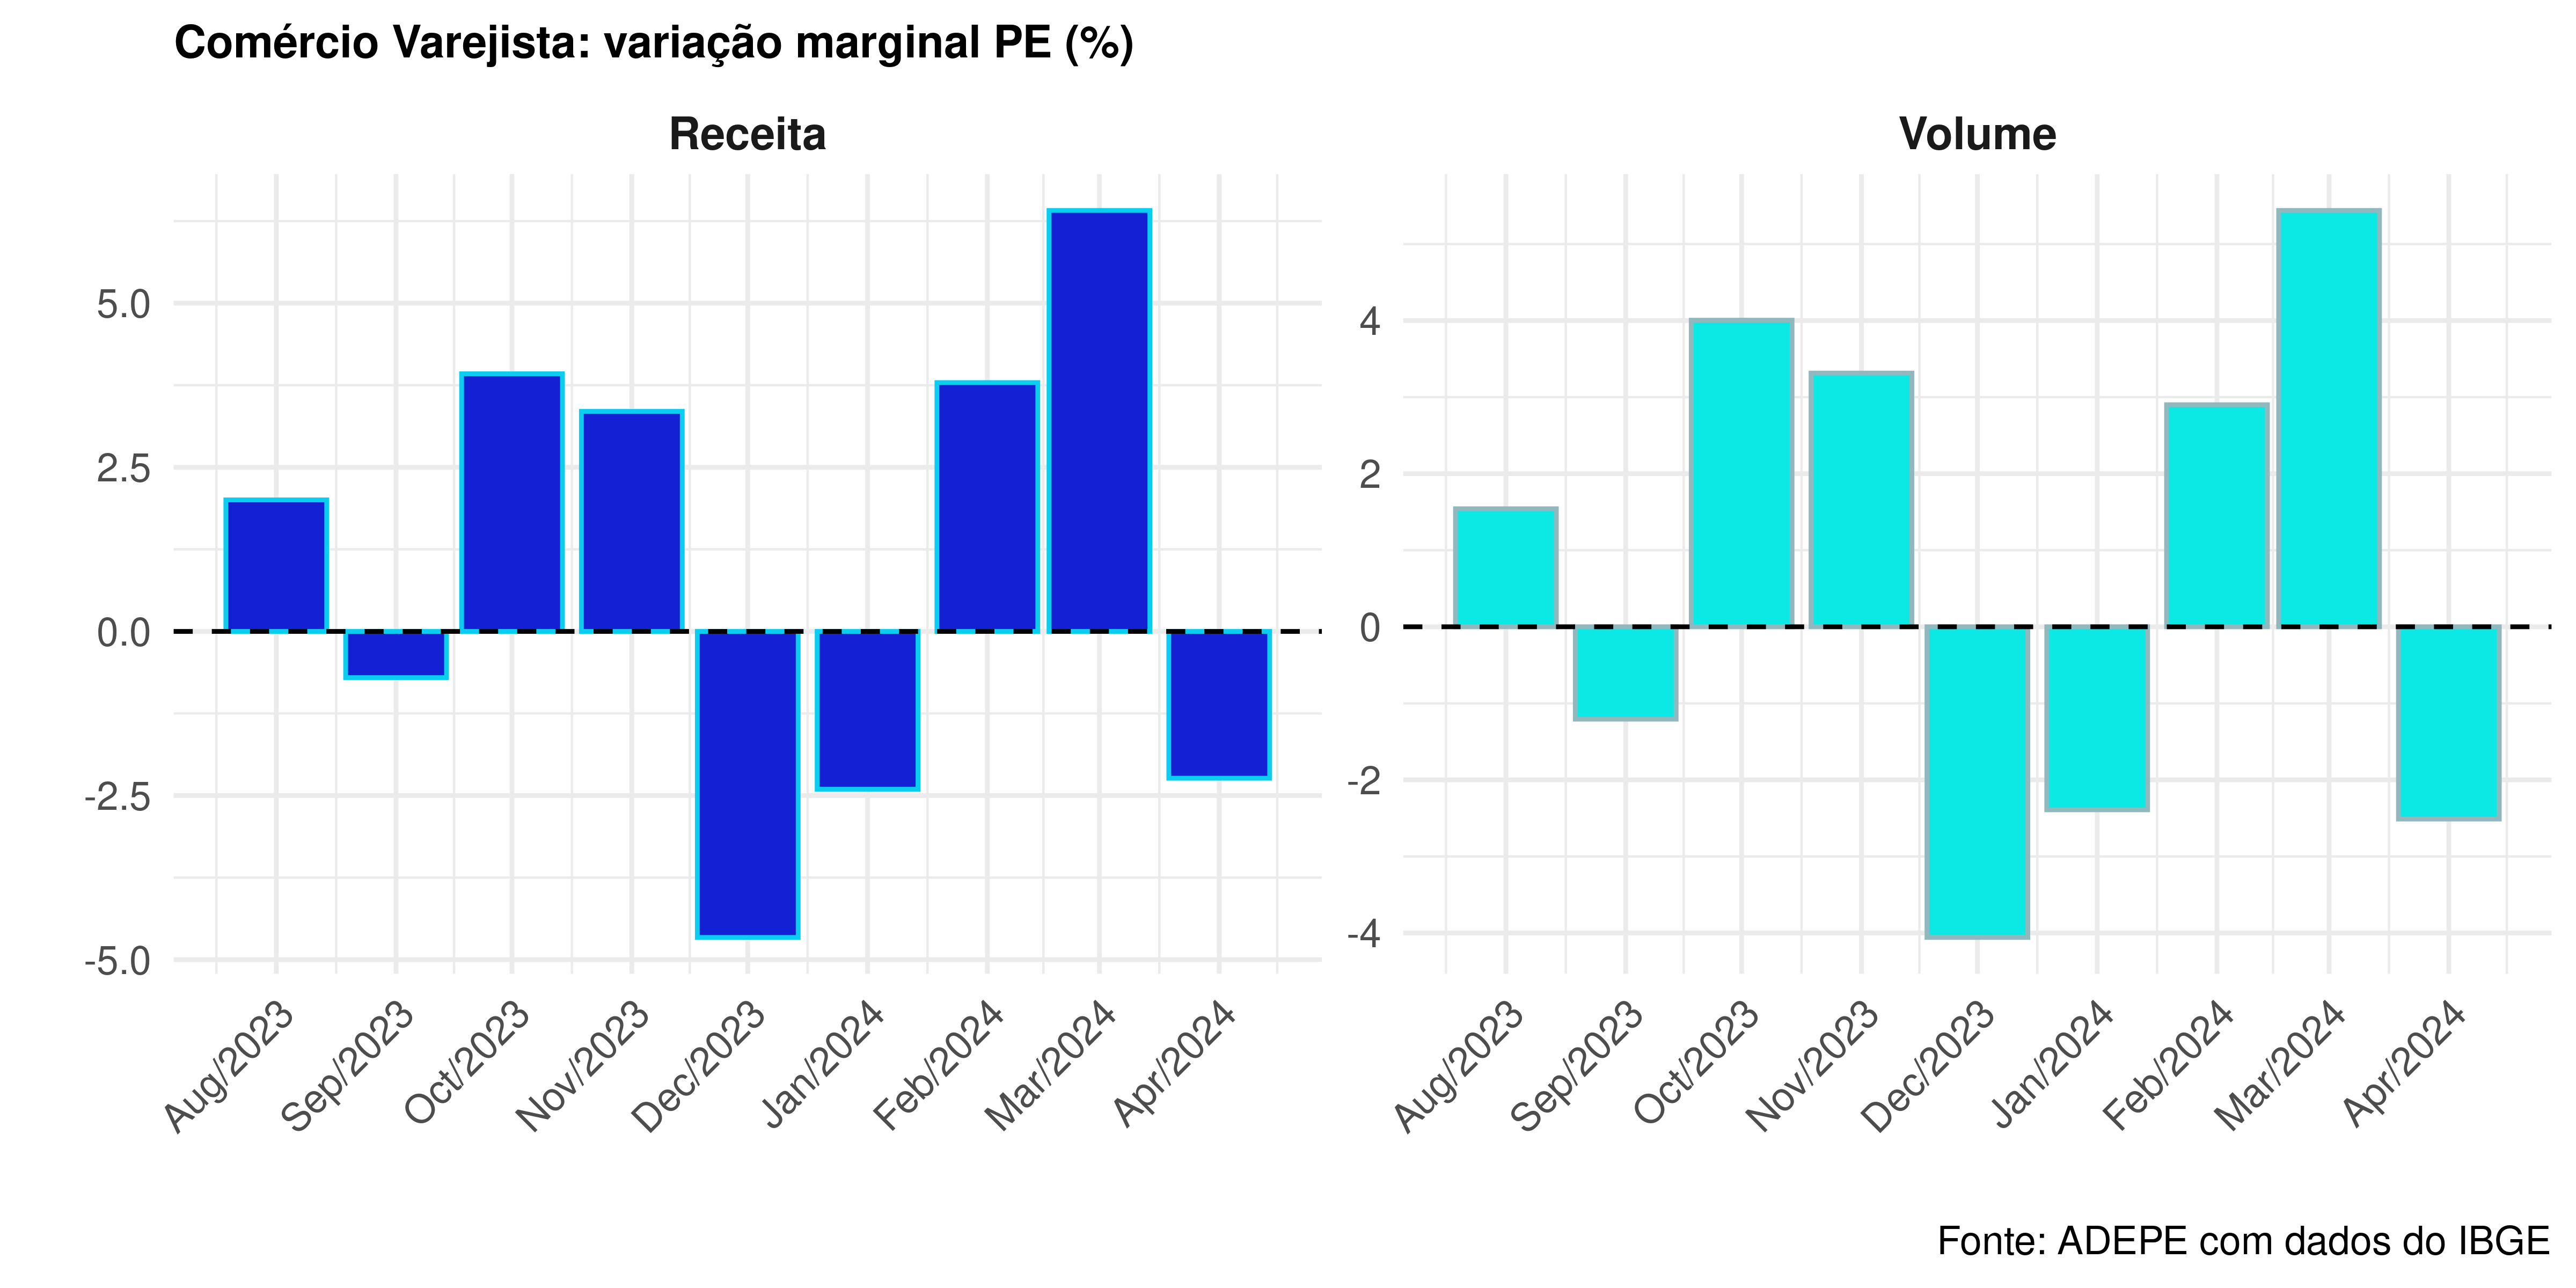 Comércio Varejista: variação marginal PE (%)
Receita
5.0
2.5
0.0
-2.5
-5.0
Aug/2023
Sep/2023
Oct/2023
Nov/2023
Dec/2023
Jan/2024
Feb/2024
Mar/2024
Apr/2024
Volume
4
2
0
-2
-4
Aug/2023
Sep/2023
Oct/2023
Nov/2023
Dec/2023
Jan/2024
Feb/2024
Mar/2024
Apr/2024
Fonte: ADEPE com dados do IBGE